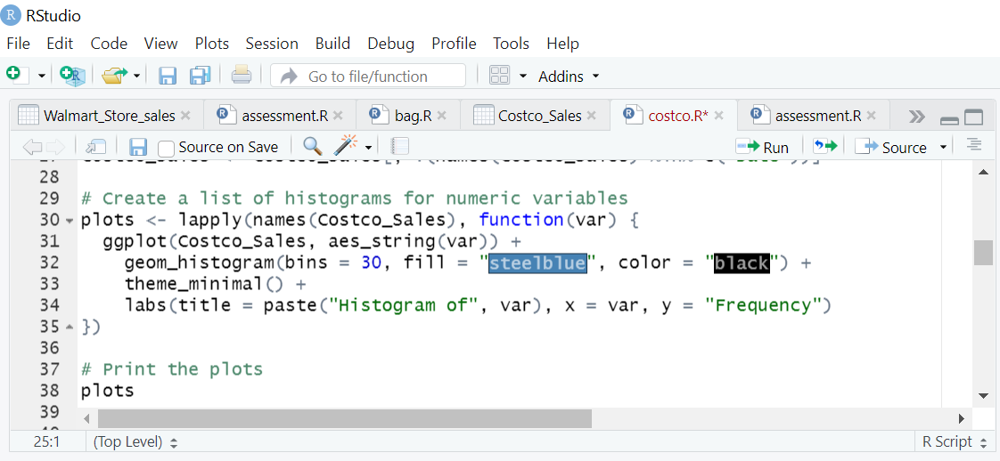 RStudio
File Edit Code View Plots Session Build Debug Profile Tools Help
Go to file/function Addins
Walmart_Store_sales assessment.R bag.R Costco_Sales costco.R* assessment.R
Source on Save Run Source
28
29 # Create a list of histograms for numeric variables
30 plots <- lapply(names(Costco_Sales), function(var) {
31 ggplot(Costco_Sales, aes_string(var)) +
32 geom_histogram(bins = 30, fill = "steelblue", color = "black") +
33 theme_minimal() +
34 labs(title = paste("Histogram of", var), x = var, y = "Frequency")
35 })
36
37 # Print the plots
38 plots
39
25:1 (Top Level) R Script